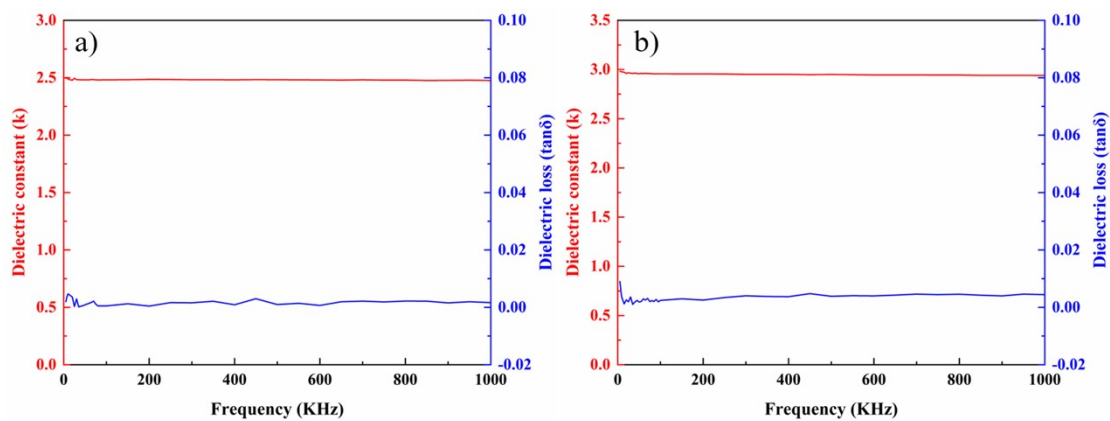 a)
Dielectric constant (k)
3.0
2.5
2.0
1.5
1.0
0.5
0.0
0.10
0.08
0.06
0.04
0.02
0.00
-0.02
Dielectric loss (tanδ)
0 200 400 600 800 1000
Frequency (KHz)
b)
Dielectric constant (k)
3.5
3.0
2.5
2.0
1.5
1.0
0.5
0.0
0.10
0.08
0.06
0.04
0.02
0.00
-0.02
Dielectric loss (tanδ)
0 200 400 600 800 1000
Frequency (KHz)